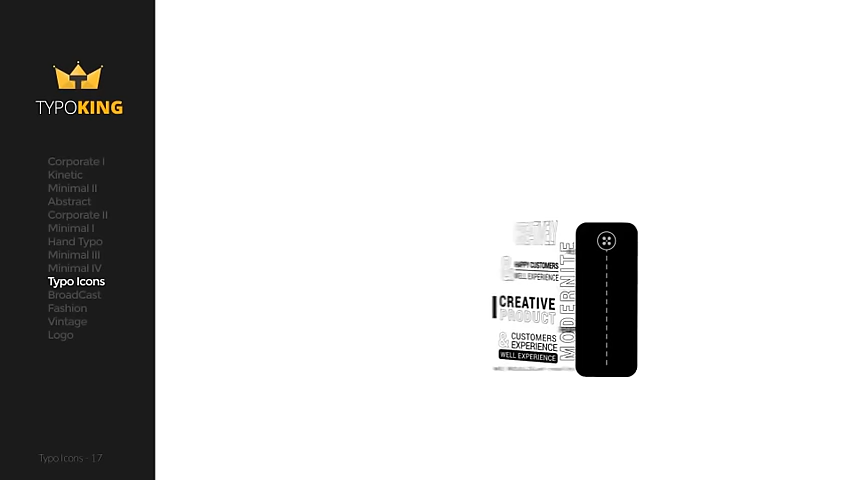 TYPOKING
Corporate I
Kinetic
Minimal II
Abstract
Corporate II
Minimal I
Hand Typo
Minimal III
Minimal IV
Typo Icons
BroadCast
Fashion
Vintage
Logo
Typo Icons - 17
&
HAPPY CUSTOMERS
WELL EXPERIENCE
CREATIVE
PRODUCT
& CUSTOMERS
EXPERIENCE
WELL EXPERIENCE
MODERNITE